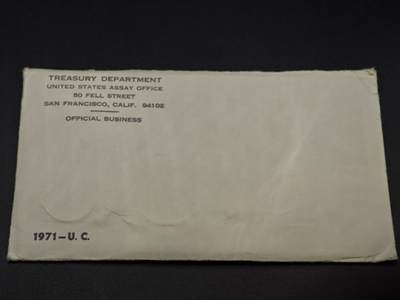 TREASURY DEPARTMENT
UNITED STATES ASSAY OFFICE
50 FELL STREET
SAN FRANCISCO, CALIF. 94102
OFFICIAL BUSINESS
1971—U. C.